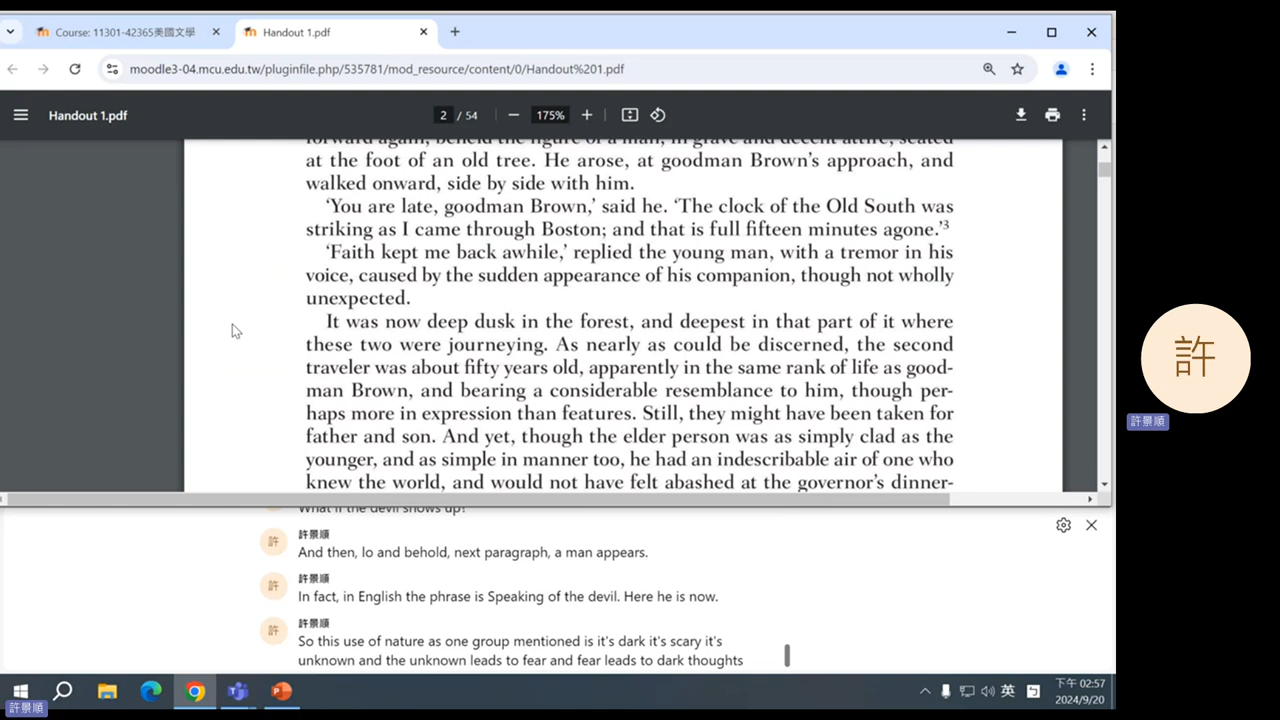 Course: 11301-42365美國文學
Handout 1.pdf
moodle3-04.mcu.edu.tw/pluginfile.php/535781/mod_resource/content/0/Handout%201.pdf
Handout 1.pdf
2 / 54
175%
forward again, beheld the figure of a man, in grave and decent attire, seated
at the foot of an old tree. He arose, at goodman Brown's approach, and
walked onward, side by side with him.
'You are late, goodman Brown,' said he. 'The clock of the Old South was
striking as I came through Boston; and that is full fifteen minutes agone.'3
'Faith kept me back awhile,' replied the young man, with a tremor in his
voice, caused by the sudden appearance of his companion, though not wholly
unexpected.
It was now deep dusk in the forest, and deepest in that part of it where
these two were journeying. As nearly as could be discerned, the second
traveler was about fifty years old, apparently in the same rank of life as good-
man Brown, and bearing a considerable resemblance to him, though per-
haps more in expression than features. Still, they might have been taken for
father and son. And yet, though the elder person was as simply clad as the
younger, and as simple in manner too, he had an indescribable air of one who
knew the world, and would not have felt abashed at the governor's dinner-
What if the devil shows up?
許景順
許
And then, lo and behold, next paragraph, a man appears.
許景順
許
In fact, in English the phrase is Speaking of the devil. Here he is now.
許景順
許
So this use of nature as one group mentioned is it's dark it's scary it's
unknown and the unknown leads to fear and fear leads to dark thoughts
許
許景順
英
下午 02:57
2024/9/20
許景順